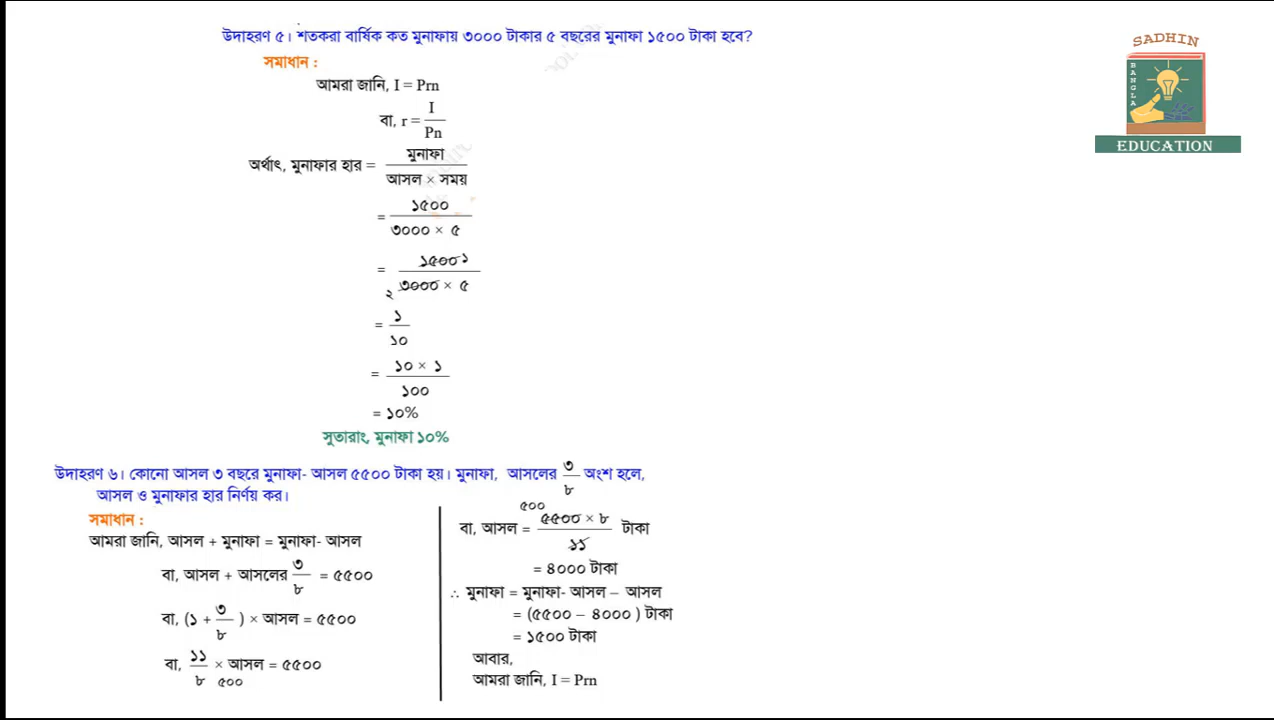 উদাহরণ ৫। শতকরা বার্ষিক কত মুনাফায় ৩০০০ টাকার ৫ বছরের মুনাফা ১৫০০ টাকা হবে?
সমাধান :
আমরা জানি, I = Prn
বা, r = I / Pn
অর্থাৎ, মুনাফার হার = মুনাফা / আসল × সময়
= ১৫০০ / ৩০০০ × ৫
= ১৫০০ ১ / ২ ৩০০০ × ৫
= ১ / ১০
= ১০ × ১ / ১০০
= ১০%
সুতারাং, মুনাফা ১০%
উদাহরণ ৬। কোনো আসল ৩ বছরে মুনাফা- আসল ৫৫০০ টাকা হয়। মুনাফা, আসলের ৩/৮ অংশ হলে,
আসল ও মুনাফার হার নির্ণয় কর।
সমাধান :
আমরা জানি, আসল + মুনাফা = মুনাফা- আসল
বা, আসল + আসলের ৩/৮ = ৫৫০০
বা, (১ + ৩/৮ ) × আসল = ৫৫০০
বা, ১১/৮ × আসল = ৫৫০০
৫০০
৫০০
বা, আসল = ৫৫০০ × ৮ / ১১ টাকা
= ৪০০০ টাকা
∴ মুনাফা = মুনাফা- আসল – আসল
= (৫৫০০ – ৪০০০ ) টাকা
= ১৫০০ টাকা
আবার,
আমরা জানি, I = Prn
SADHIN
BANGLA
EDUCATION